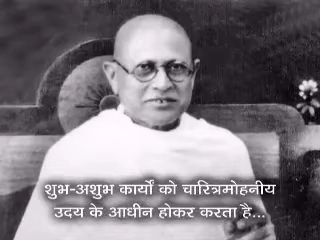 शुभ-अशुभ कार्यों को चारित्रमोहनीय
उदय के आधीन होकर करता है...